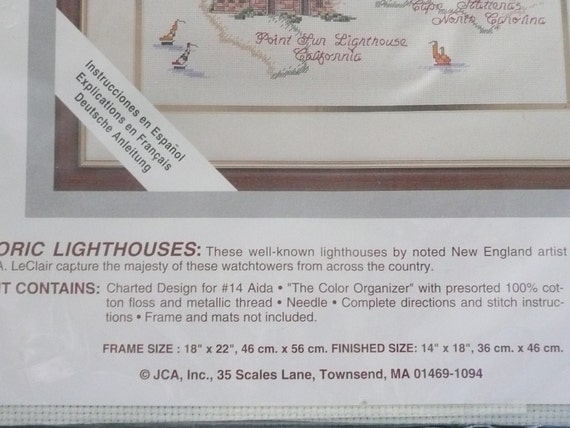 Cape Hatteras
North Carolina
Point Sur Lighthouse
California
Instrucciones en Español
Explications en Français
Deutsche Anleitung
ORIC LIGHTHOUSES: These well-known lighthouses by noted New England artist
A. LeClair capture the majesty of these watchtowers from across the country.
IT CONTAINS: Charted Design for #14 Aida • "The Color Organizer" with presorted 100% cot-
ton floss and metallic thread • Needle • Complete directions and stitch instruc-
tions • Frame and mats not included.
FRAME SIZE : 18" x 22", 46 cm. x 56 cm. FINISHED SIZE: 14" x 18", 36 cm. x 46 cm.
© JCA, Inc., 35 Scales Lane, Townsend, MA 01469-1094